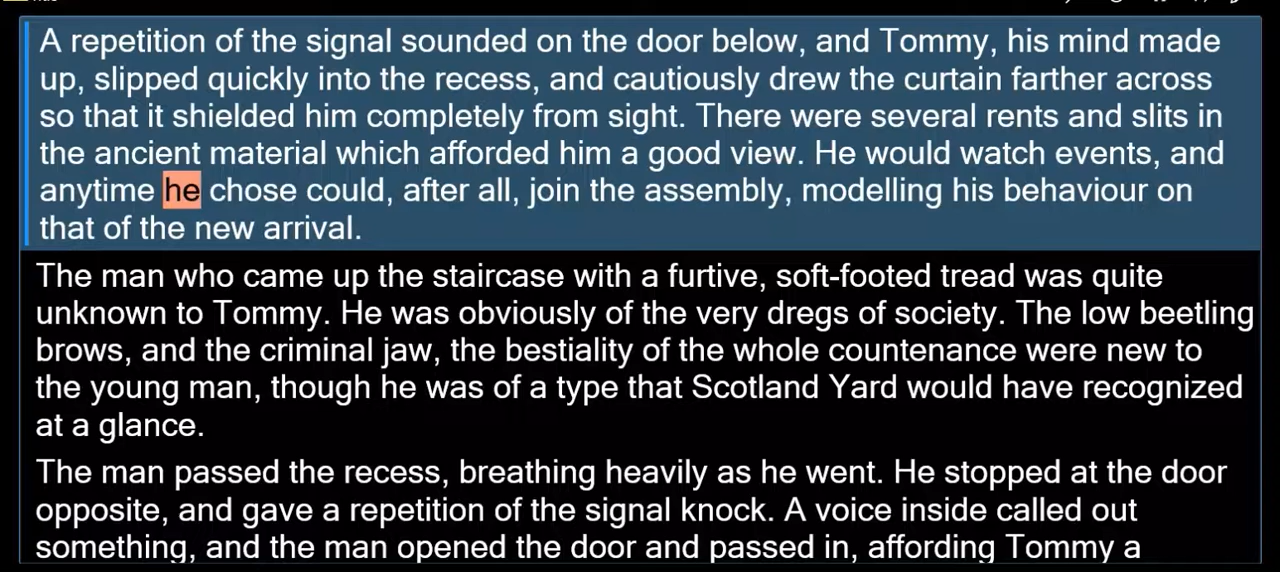 A repetition of the signal sounded on the door below, and Tommy, his mind made
up, slipped quickly into the recess, and cautiously drew the curtain farther across
so that it shielded him completely from sight. There were several rents and slits in
the ancient material which afforded him a good view. He would watch events, and
anytime he chose could, after all, join the assembly, modelling his behaviour on
that of the new arrival.
The man who came up the staircase with a furtive, soft-footed tread was quite
unknown to Tommy. He was obviously of the very dregs of society. The low beetling
brows, and the criminal jaw, the bestiality of the whole countenance were new to
the young man, though he was of a type that Scotland Yard would have recognized
at a glance.
The man passed the recess, breathing heavily as he went. He stopped at the door
opposite, and gave a repetition of the signal knock. A voice inside called out
something, and the man opened the door and passed in, affording Tommy a